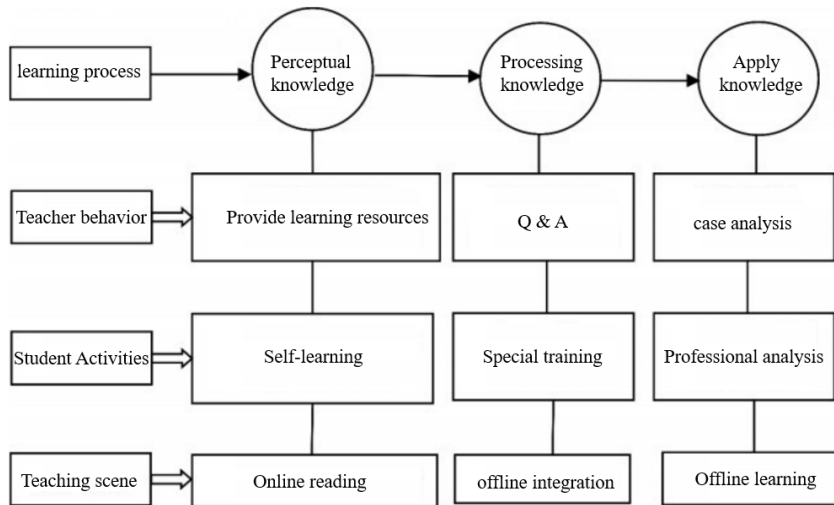 learning process
Perceptual
knowledge
Processing
knowledge
Apply
knowledge
Teacher behavior
Provide learning resources
Q & A
case analysis
Student Activities
Self-learning
Special training
Professional analysis
Teaching scene
Online reading
offline integration
Offline learning